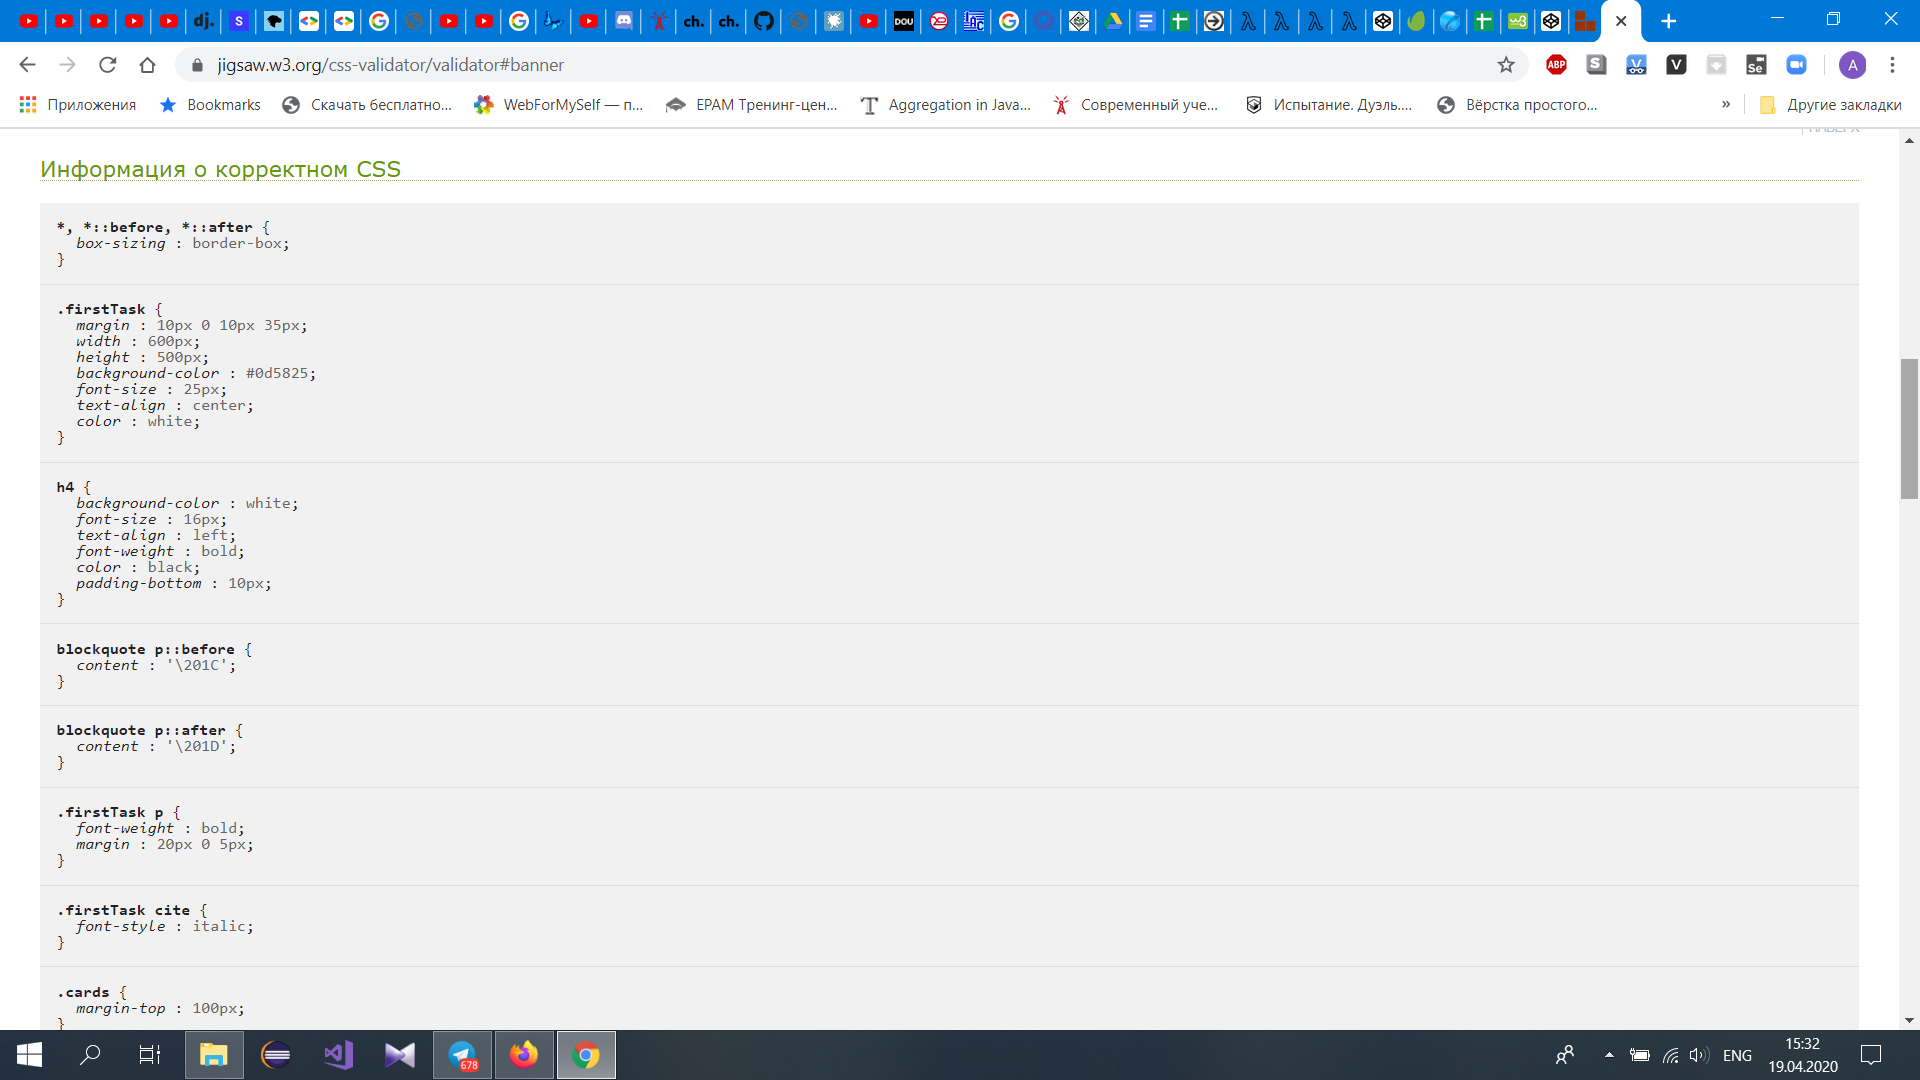 dj.
S
ch.
ch.
DOU
w3
jigsaw.w3.org/css-validator/validator#banner
ABP
S
V
V
Se
A
Приложения
Bookmarks
Скачать бесплатно...
WebForMySelf — п...
EPAM Тренинг-цен...
Aggregation in Java...
Современный уче...
Испытание. Дуэль....
Вёрстка простого...
»
Другие закладки
Информация о корректном CSS
*, *::before, *::after {
box-sizing : border-box;
}
.firstTask {
margin : 10px 0 10px 35px;
width : 600px;
height : 500px;
background-color : #0d5825;
font-size : 25px;
text-align : center;
color : white;
}
h4 {
background-color : white;
font-size : 16px;
text-align : left;
font-weight : bold;
color : black;
padding-bottom : 10px;
}
blockquote p::before {
content : '\201C';
}
blockquote p::after {
content : '\201D';
}
.firstTask p {
font-weight : bold;
margin : 20px 0 5px;
}
.firstTask cite {
font-style : italic;
}
.cards {
margin-top : 100px;
}
678
ENG
15:32
19.04.2020